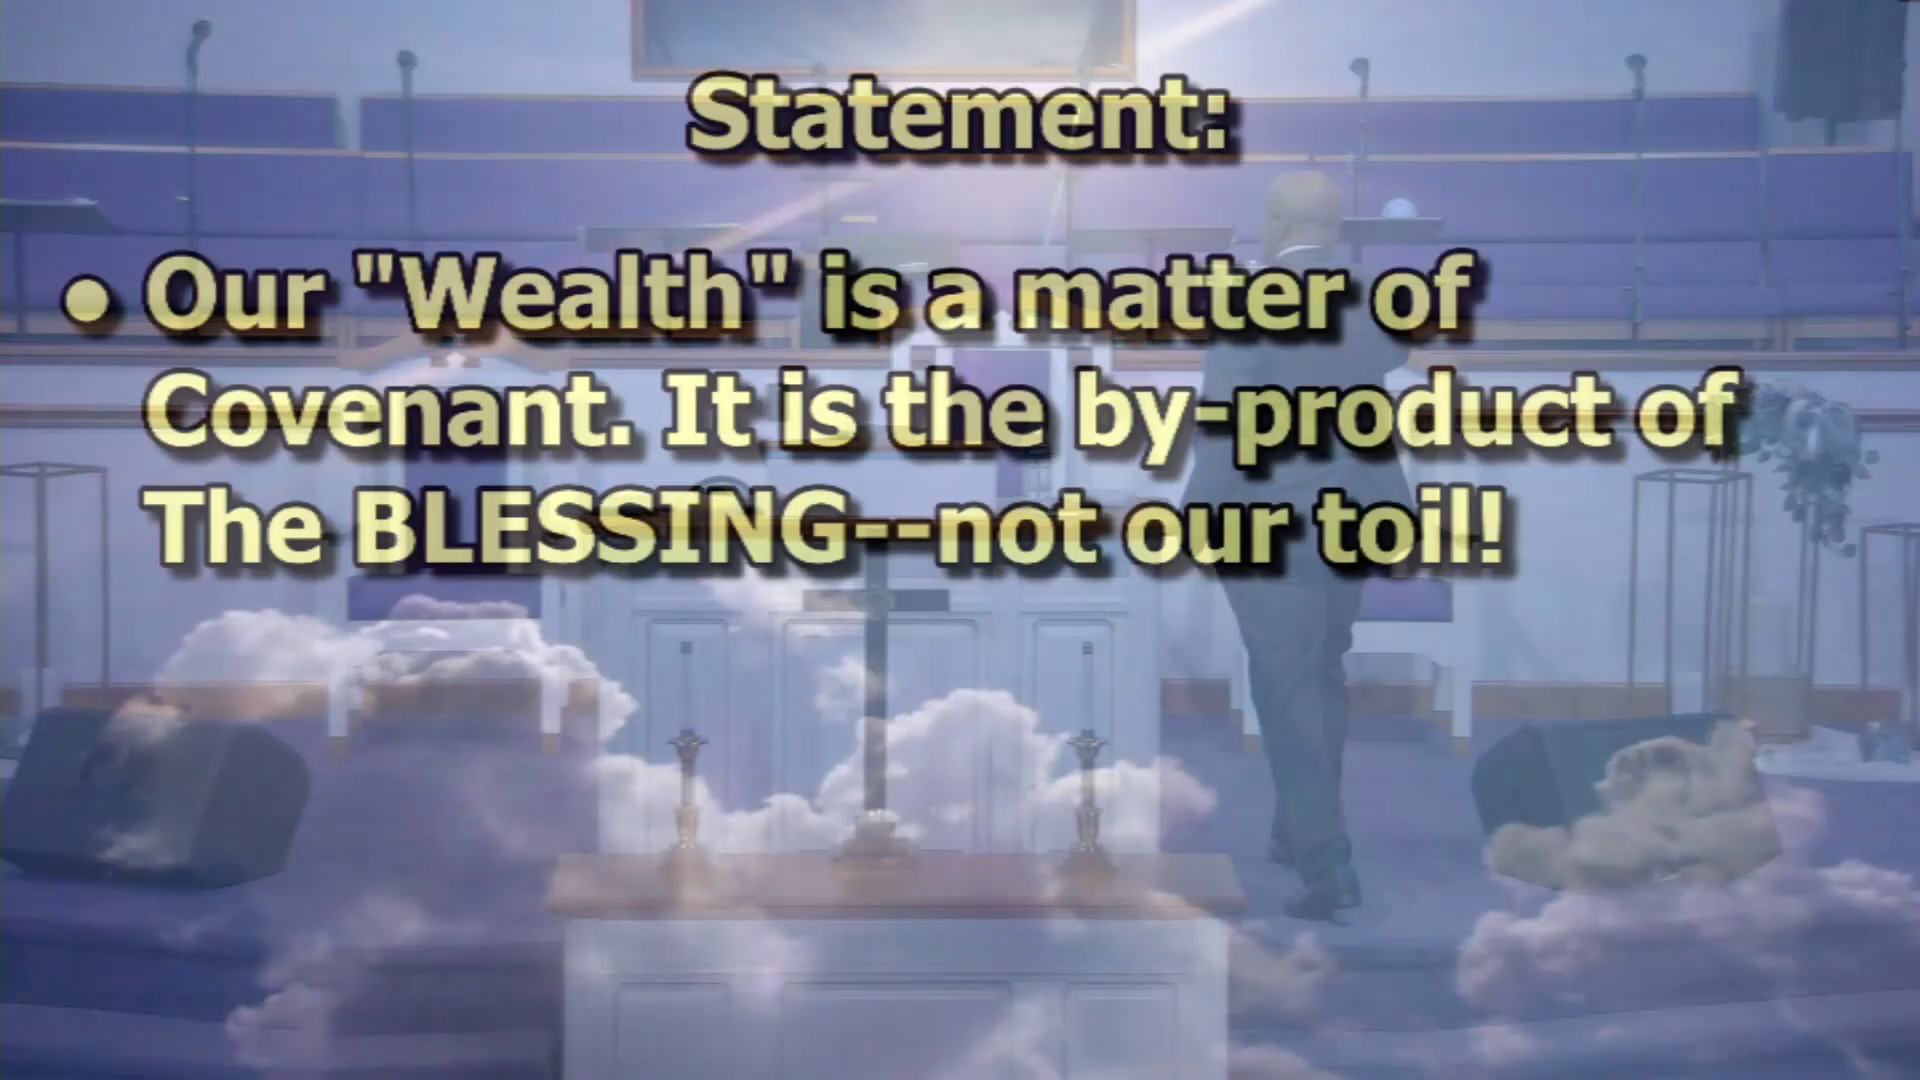 Statement:
• Our "Wealth" is a matter of
Covenant. It is the by-product of
The BLESSING--not our toil!